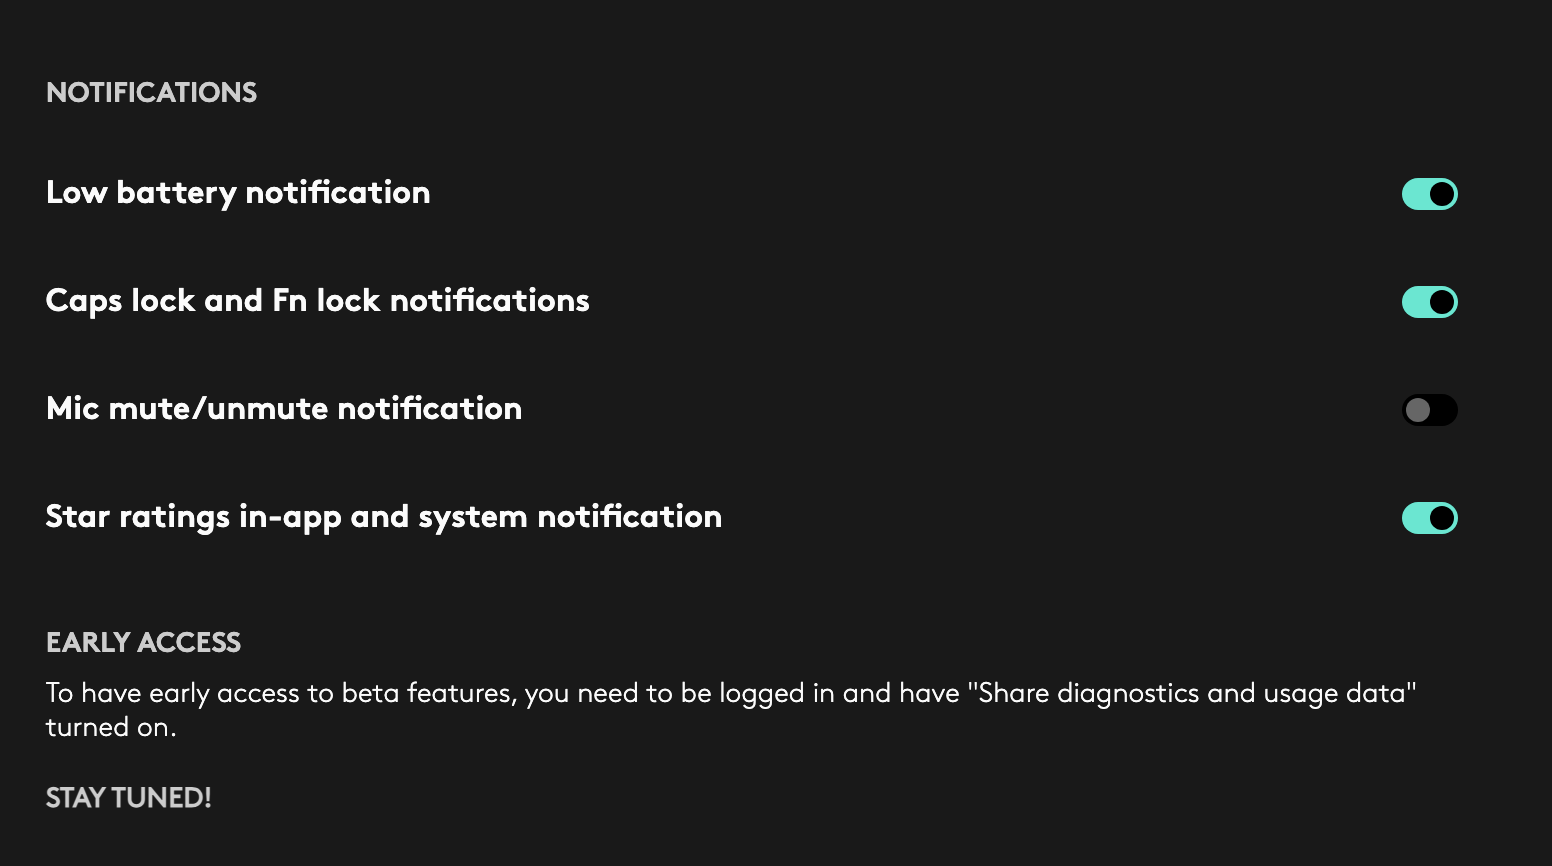 NOTIFICATIONS
Low battery notification
Caps lock and Fn lock notifications
Mic mute/unmute notification
Star ratings in-app and system notification
EARLY ACCESS
To have early access to beta features, you need to be logged in and have "Share diagnostics and usage data"
turned on.
STAY TUNED!